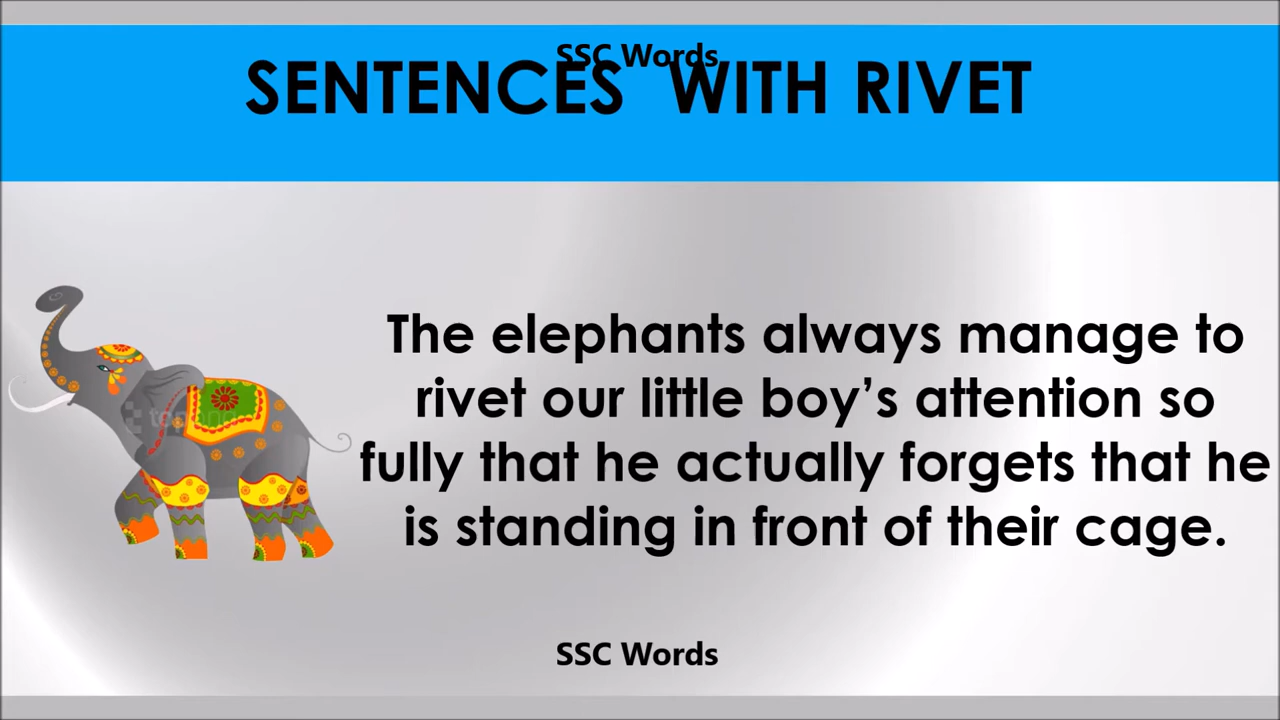 SSC Words
SENTENCES WITH RIVET
The elephants always manage to
rivet our little boy’s attention so
fully that he actually forgets that he
is standing in front of their cage.
SSC Words